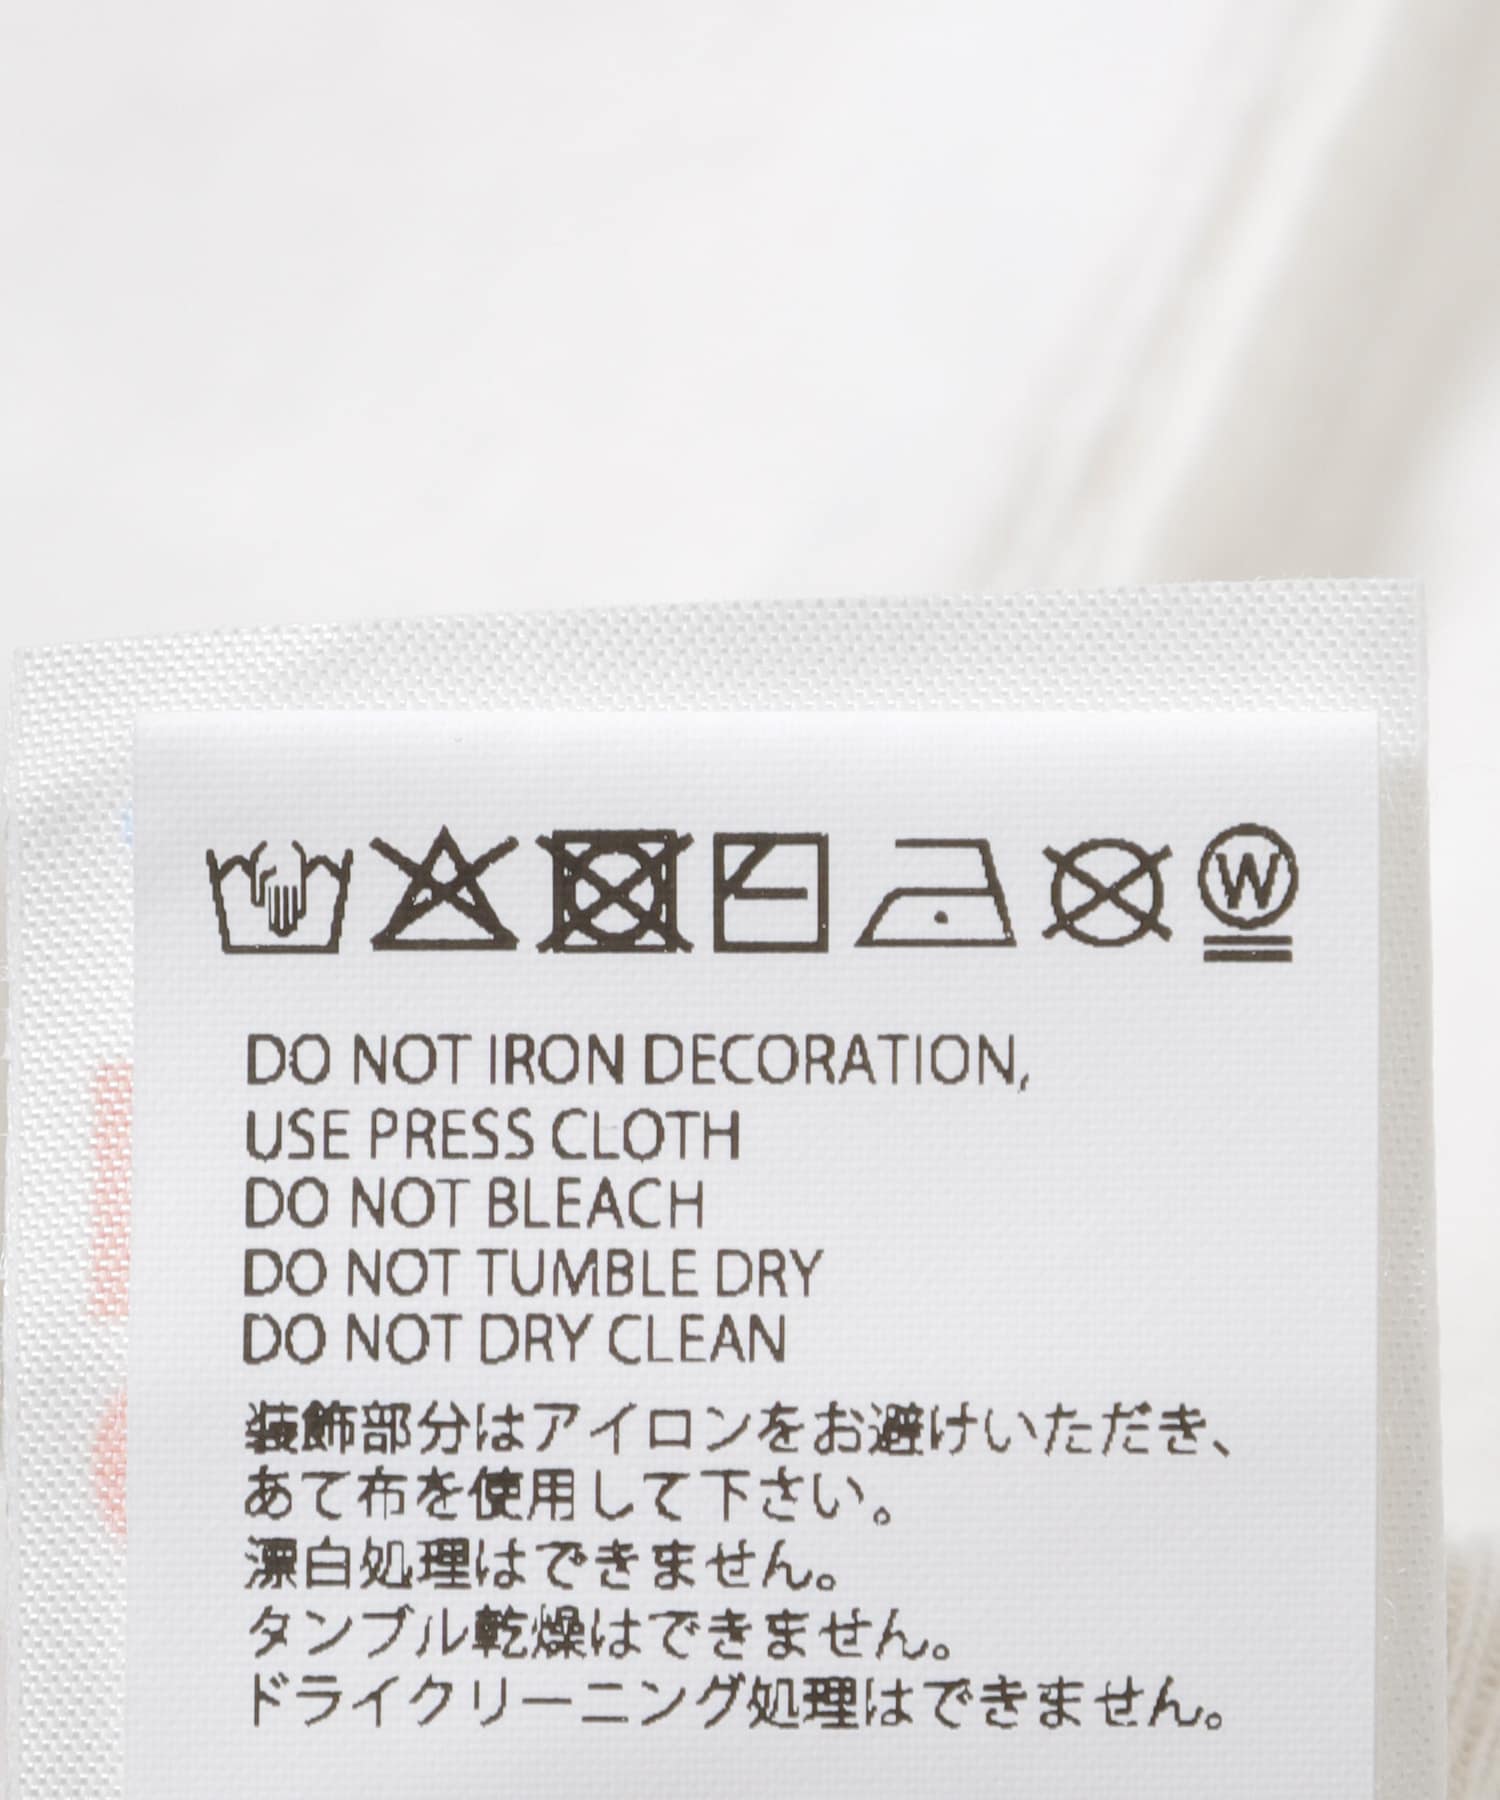 W
DO NOT IRON DECORATION,
USE PRESS CLOTH
DO NOT BLEACH
DO NOT TUMBLE DRY
DO NOT DRY CLEAN
装飾部分はアイロンをお避けいただき、
あて布を使用して下さい。
漂白処理はできません。
タンブル乾燥はできません。
ドライクリーニング処理はできません。